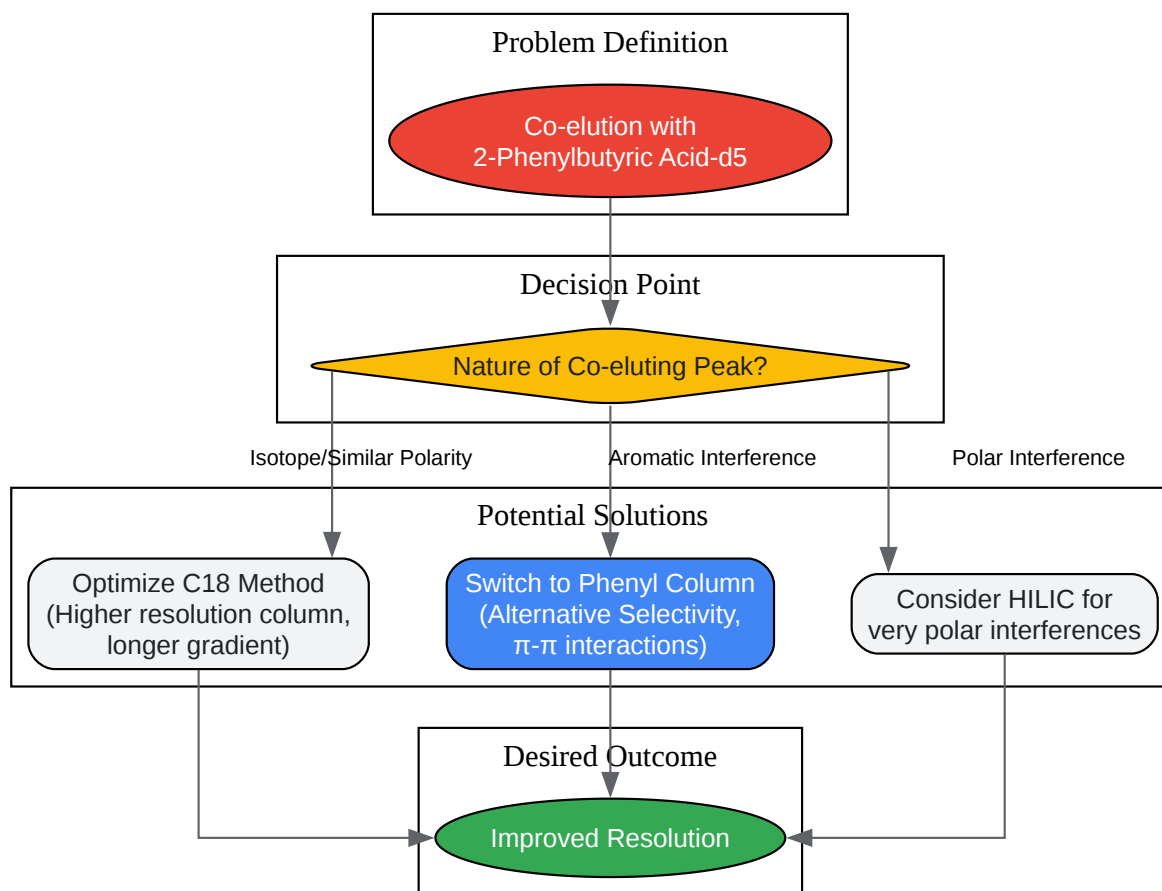 Problem Definition
Co-elution with
2-Phenylbutyric Acid-d5
Decision Point
Nature of Co-eluting Peak?
Isotope/Similar Polarity
Aromatic Interference
Polar Interference
Potential Solutions
Optimize C18 Method
(Higher resolution column,
longer gradient)
Switch to Phenyl Column
(Alternative Selectivity,
π-π interactions)
Consider HILIC for
very polar interferences
Desired Outcome
Improved Resolution